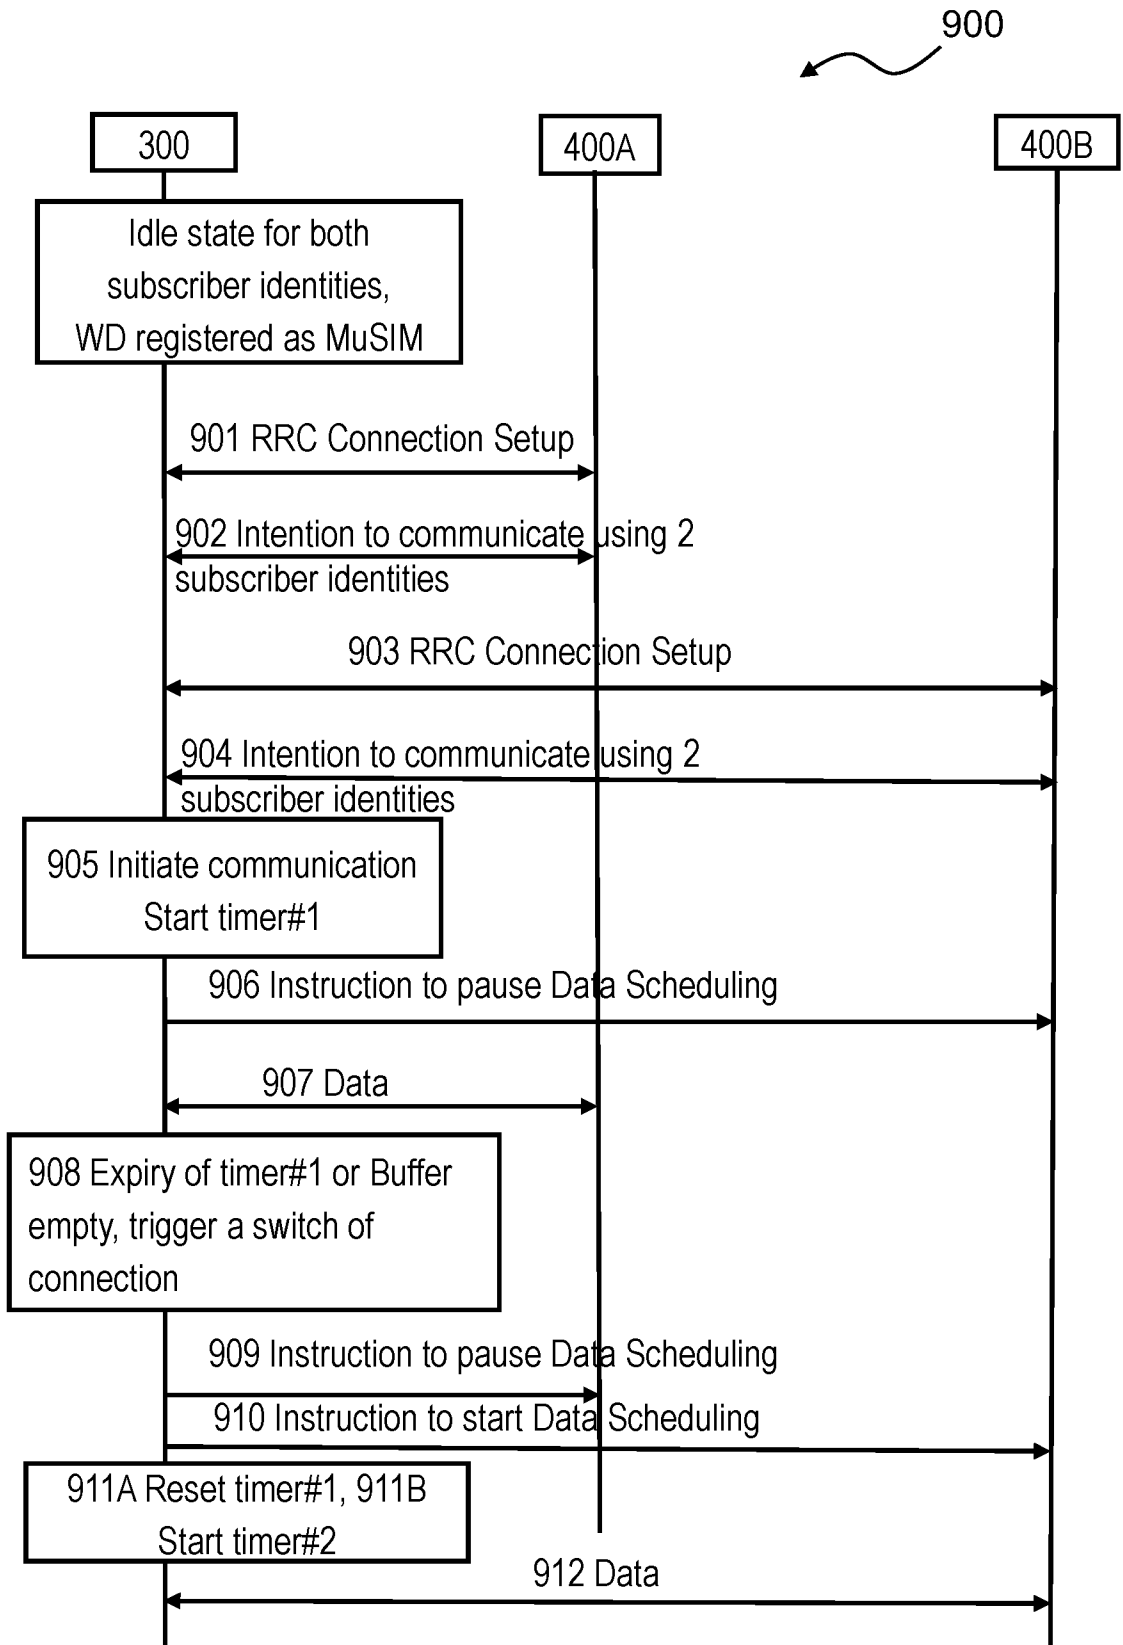 900
300
400A
400B
Idle state for both
subscriber identities,
WD registered as MuSIM
901 RRC Connection Setup
902 Intention to communicate using 2
subscriber identities
903 RRC Connection Setup
904 Intention to communicate using 2
subscriber identities
905 Initiate communication
Start timer#1
906 Instruction to pause Data Scheduling
907 Data
908 Expiry of timer#1 or Buffer
empty, trigger a switch of
connection
909 Instruction to pause Data Scheduling
910 Instruction to start Data Scheduling
911A Reset timer#1, 911B
Start timer#2
912 Data